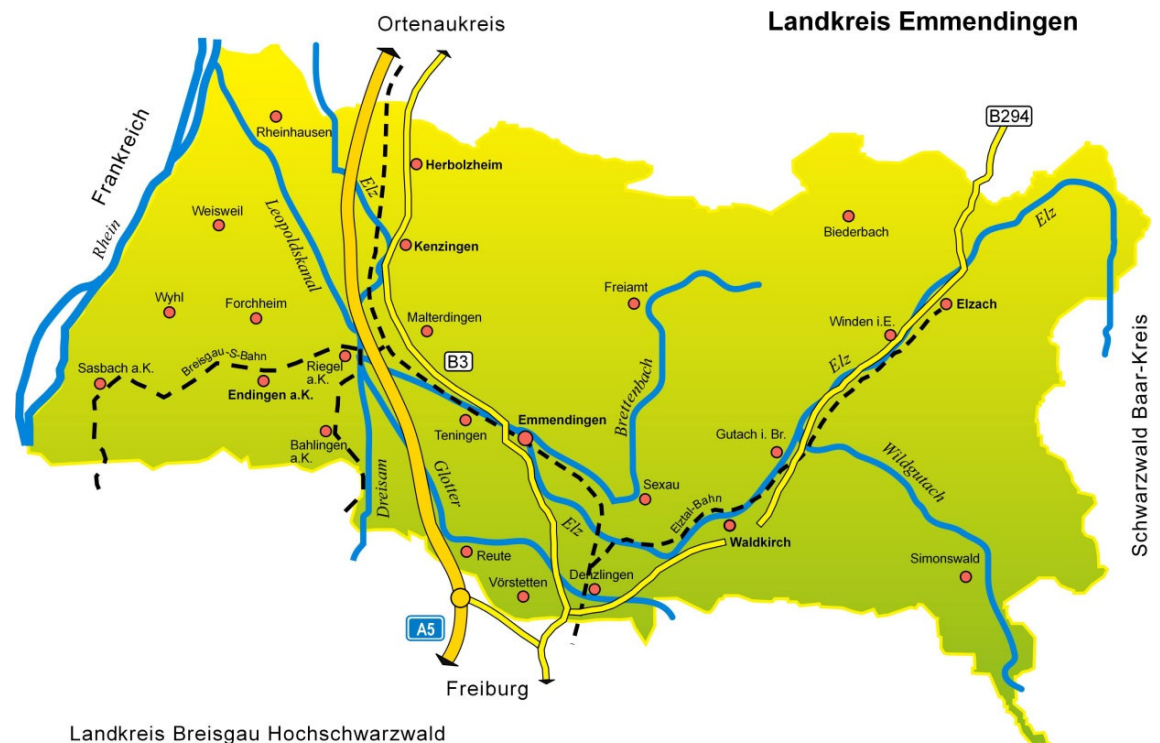 Ortenaukreis
Landkreis Emmendingen
B294
Rheinhausen
Frankreich
Herbolzheim
Elz
Leopoldskanal
Weisweil
Biederbach
Elz
Rhein
Kenzingen
Wyhl
Forchheim
Freiamt
Elzach
Malterdingen
Winden i.E.
Schwarzwald Baar-Kreis
Breisgau-S-Bahn
Riegel
a.K.
B3
Elz
Sasbach a.K.
Endingen a.K.
Brettenbach
Emmendingen
Teningen
Gutach i. Br.
Bahlingen
a.K.
Wildgutach
Glotter
Dreisam
Sexau
Elztal-Bahn
Elz
Waldkirch
Reute
Simonswald
Vörstetten
Denzlingen
A5
Freiburg
Landkreis Breisgau Hochschwarzwald